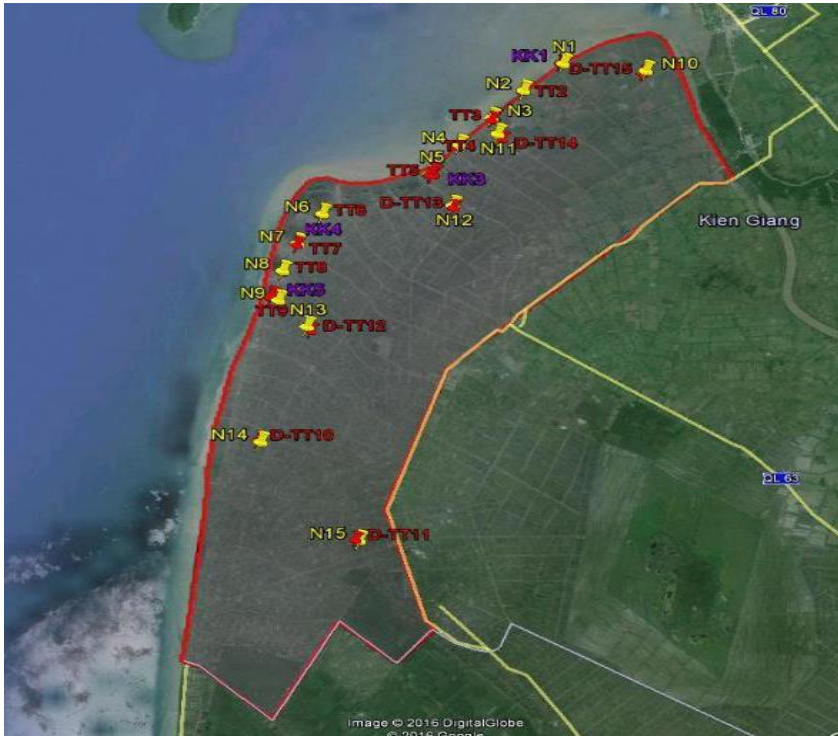 QL 80
N1
KK1
D-TT15
N10
N2
TT2
TT3
N3
N4
TT4
N11
D-TT14
N5
TT5
KK3
D-TT13
N12
N6
TT6
KK4
N7
TT7
Kien Giang
N8
TT8
N9
KK5
TT9
N13
D-TT12
N14
D-TT10
QL 63
N15
D-TT11
Image © 2016 DigitalGlobe
© 2016 Google